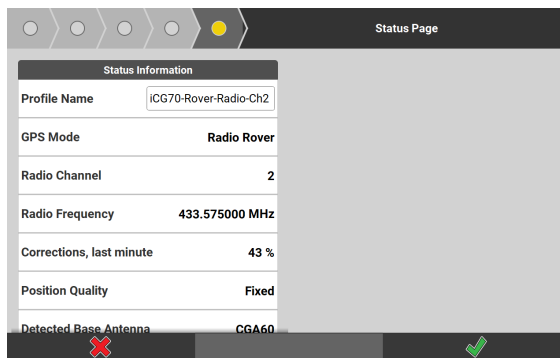 Status Page
Status Information
Profile Name iCG70-Rover-Radio-Ch2
GPS Mode Radio Rover
Radio Channel 2
Radio Frequency 433.575000 MHz
Corrections, last minute 43 %
Position Quality Fixed
Detected Base Antenna CGA60